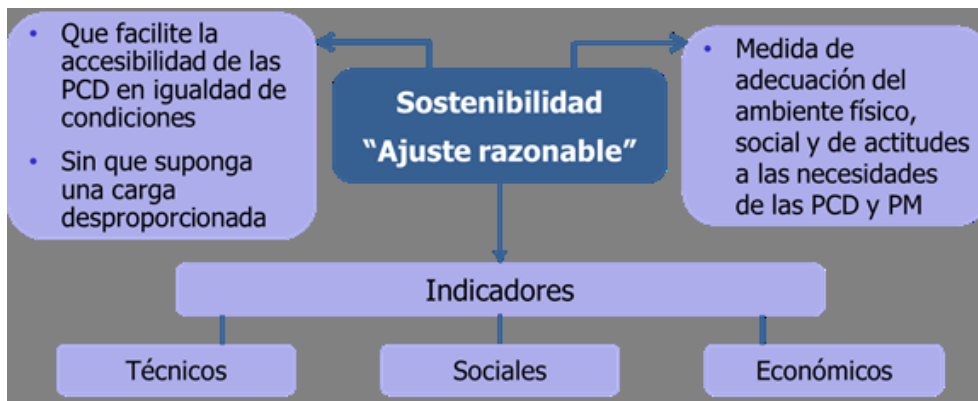 • Que facilite la
accesibilidad de las
PCD en igualdad de
condiciones
• Sin que suponga
una carga
desproporcionada
Sostenibilidad
“Ajuste razonable”
• Medida de
adecuación del
ambiente físico,
social y de actitudes
a las necesidades
de las PCD y PM
Indicadores
Técnicos
Sociales
Económicos